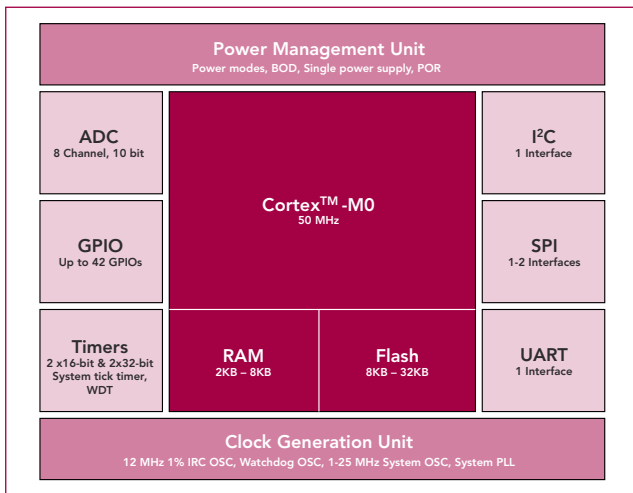 Power Management Unit
Power modes, BOD, Single power supply, POR
ADC
8 Channel, 10 bit
Cortex™-M0
50 MHz
I²C
1 Interface
GPIO
Up to 42 GPIOs
SPI
1-2 Interfaces
Timers
2 x16-bit & 2x32-bit
System tick timer,
WDT
RAM
2KB – 8KB
Flash
8KB – 32KB
UART
1 Interface
Clock Generation Unit
12 MHz 1% IRC OSC, Watchdog OSC, 1-25 MHz System OSC, System PLL